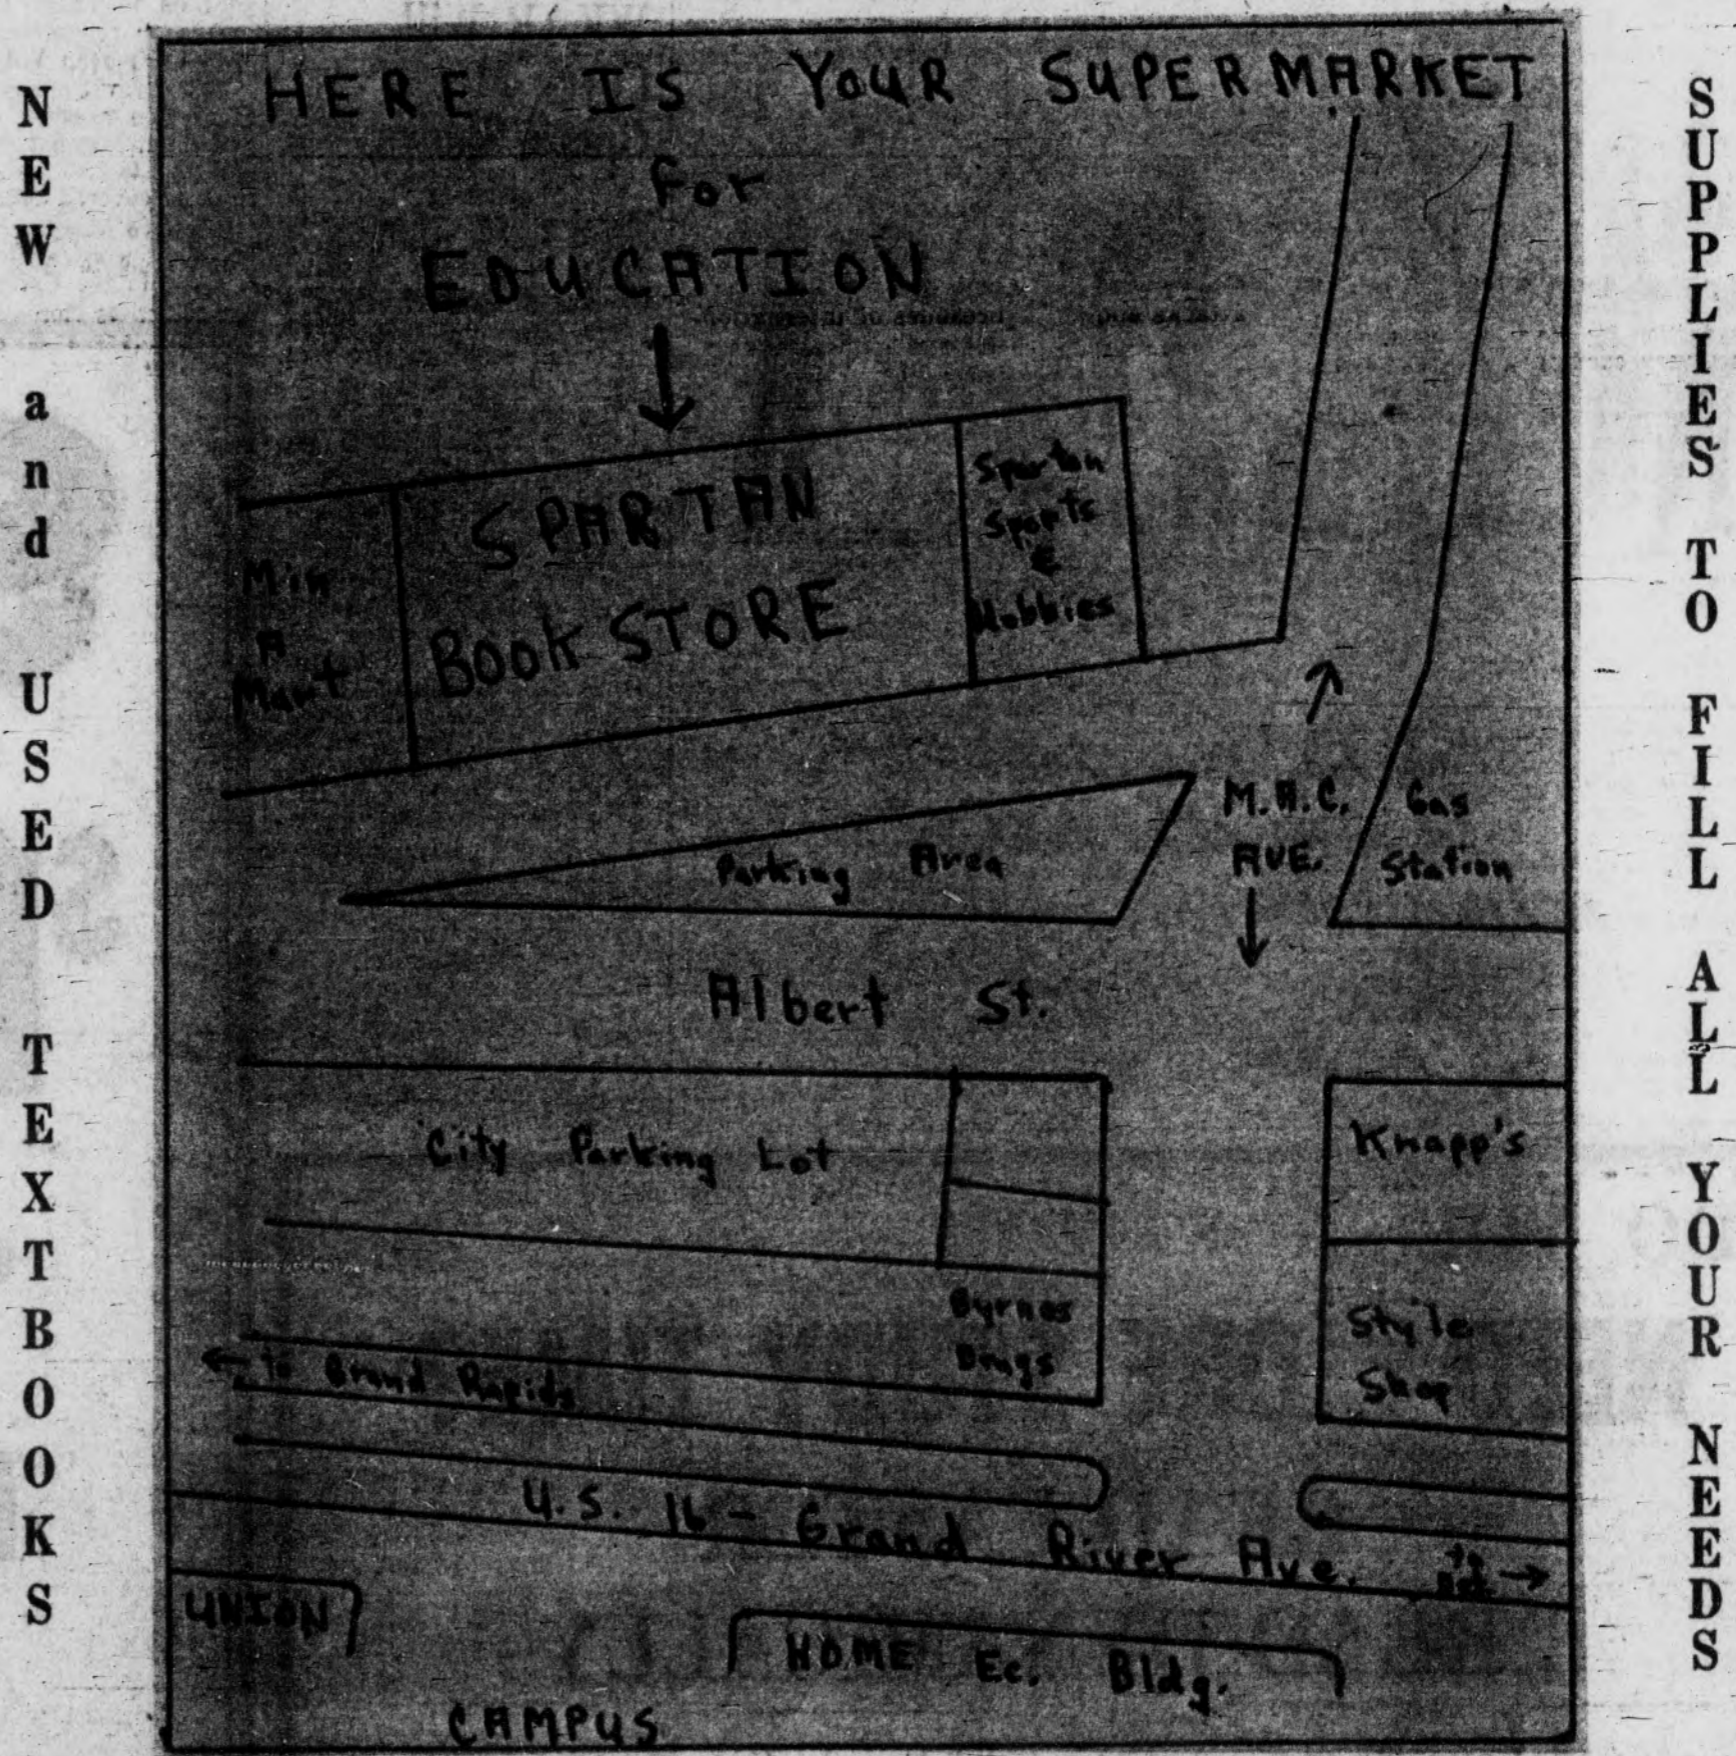 NEW and USED TEXTBOOKS
HERE IS YOUR SUPERMARKET
for
EDUCATION
SPARTAN
BOOK STORE
Spartan
Sports
&
Hobbies
Min
A
Mart
M.A.C.
AVE.
Gas
Station
Parking Area
Albert St.
City Parking Lot
Knapp's
Byrnes
Drugs
Style
Shop
← to Grand Rapids
U.S. 16 - Grand River Ave.
to
Det. →
UNION
HOME Ec. Bldg.
CAMPUS
SUPPLIES TO FILL ALL YOUR NEEDS